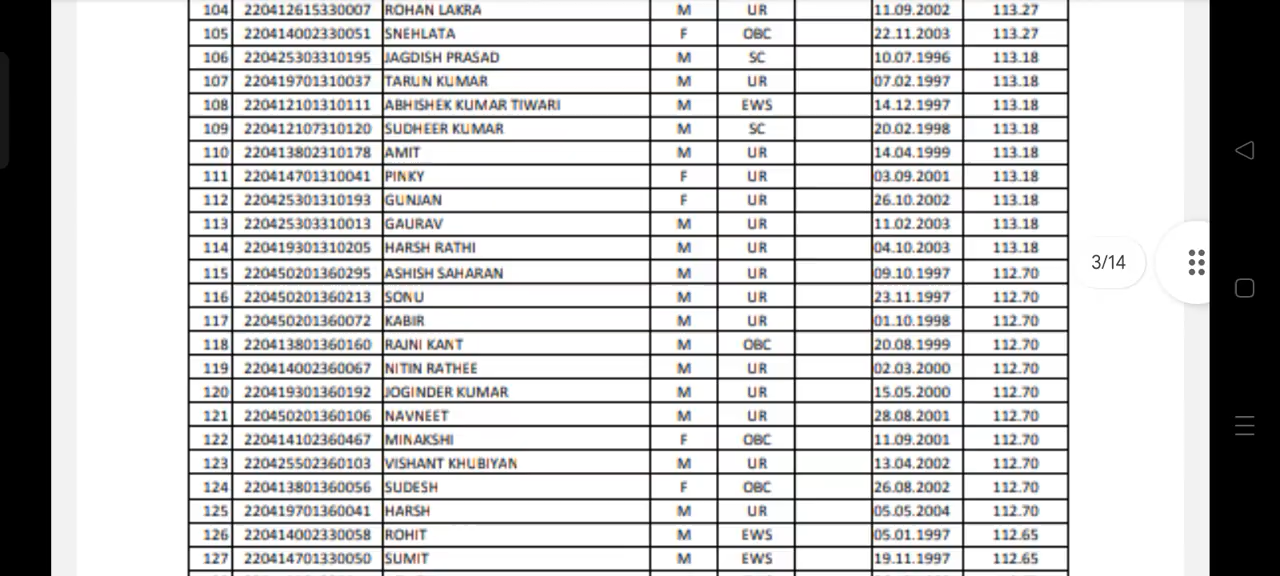 104 220412615330007 ROHAN LAKRA M UR 11.09.2002 113.27
105 220414002330051 SNEHLATA F OBC 22.11.2003 113.27
106 220425303310195 JAGDISH PRASAD M SC 10.07.1996 113.18
107 220419701310037 TARUN KUMAR M UR 07.02.1997 113.18
108 220412101310111 ABHISHEK KUMAR TIWARI M EWS 14.12.1997 113.18
109 220412107310120 SUDHEER KUMAR M SC 20.02.1998 113.18
110 220413802310178 AMIT M UR 14.04.1999 113.18
111 220414701310041 PINKY F UR 03.09.2001 113.18
112 220425301310193 GUNJAN F UR 26.10.2002 113.18
113 220425303310013 GAURAV M UR 11.02.2003 113.18
114 220419301310205 HARSH RATHI M UR 04.10.2003 113.18
3/14
115 220450201360295 ASHISH SAHARAN M UR 09.10.1997 112.70
116 220450201360213 SONU M UR 23.11.1997 112.70
117 220450201360072 KABIR M UR 01.10.1998 112.70
118 220413801360160 RAJNI KANT M OBC 20.08.1999 112.70
119 220414002360067 NITIN RATHEE M UR 02.03.2000 112.70
120 220419301360192 JOGINDER KUMAR M UR 15.05.2000 112.70
121 220450201360106 NAVNEET M UR 28.08.2001 112.70
122 220414102360467 MINAKSHI F OBC 11.09.2001 112.70
123 220425502360103 VISHANT KHUBIYAN M UR 13.04.2002 112.70
124 220413801360056 SUDESH F OBC 26.08.2002 112.70
125 220419701360041 HARSH M UR 05.05.2004 112.70
126 220414002330058 ROHIT M EWS 05.01.1997 112.65
127 220414701330050 SUMIT M EWS 19.11.1997 112.65